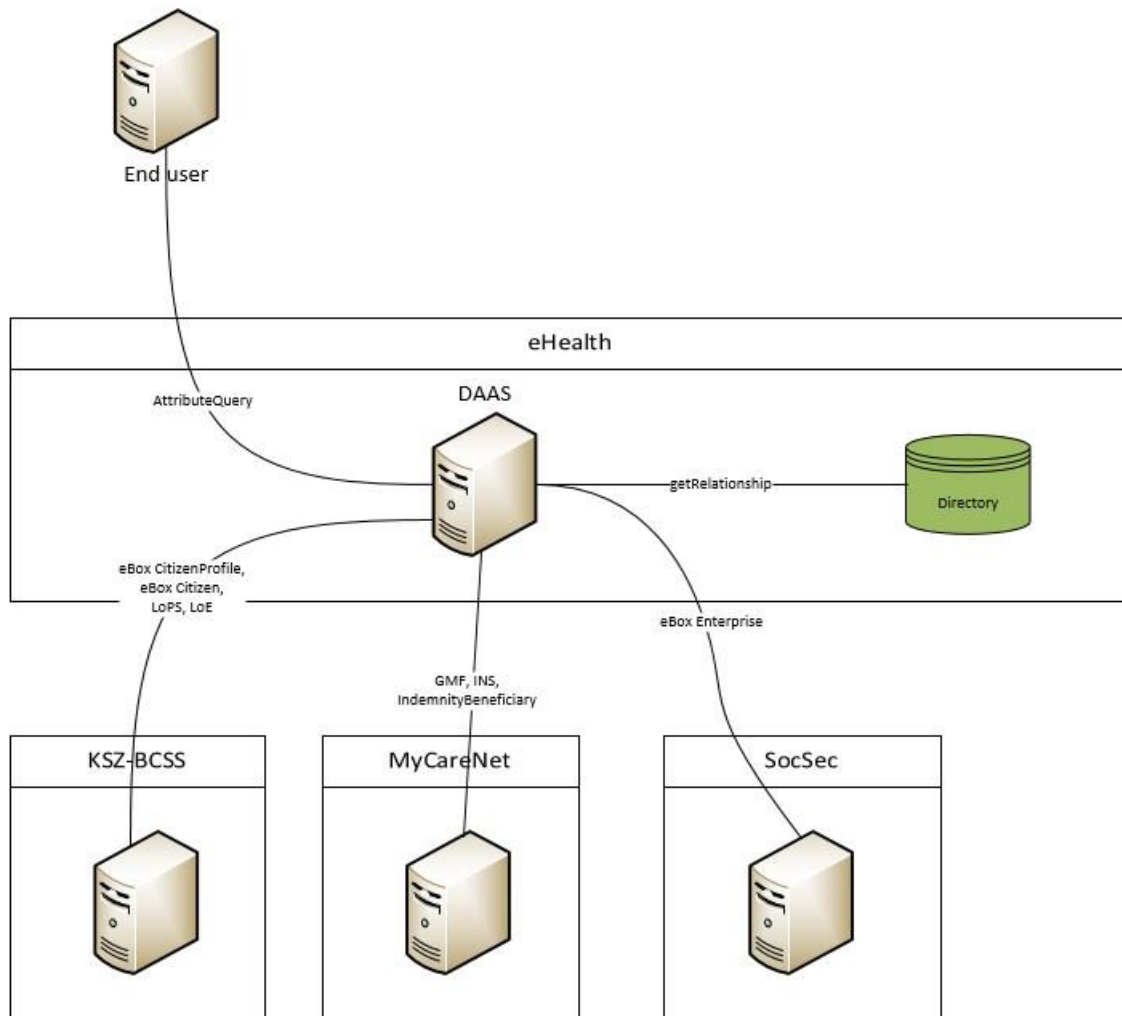 End user
eHealth
DAAS
AttributeQuery
getRelationship
Directory
eBox CitizenProfile,
eBox Citizen,
LoPS, LoE
eBox Enterprise
GMF, INS,
IndemnityBeneficiary
KSZ-BCSS
MyCareNet
SocSec